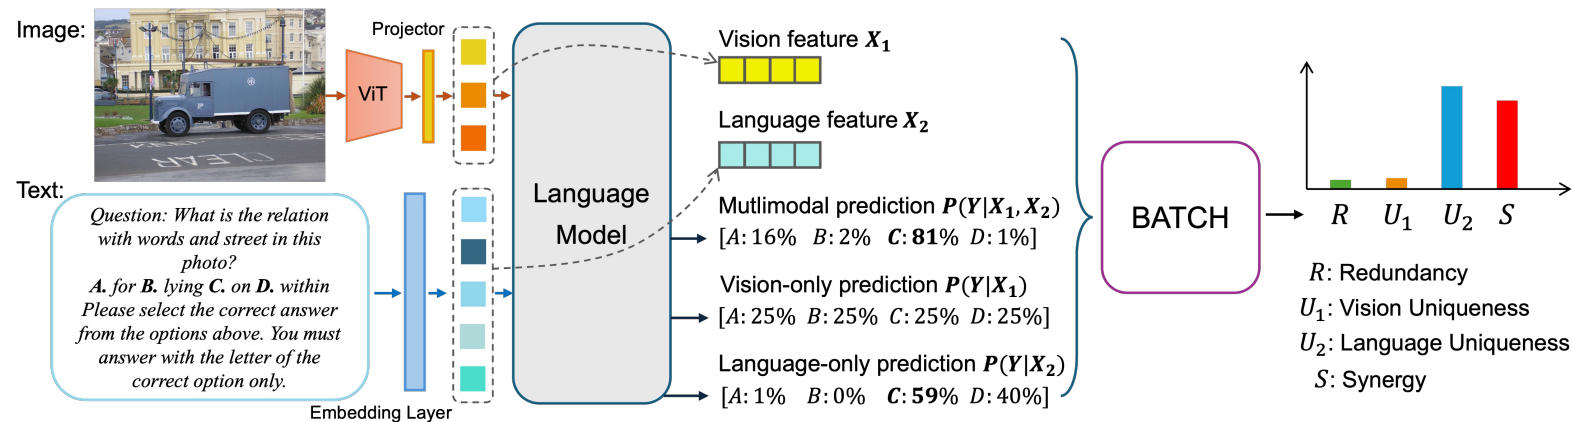 Image:
Projector
ViT
CLEAR
Text:
Question: What is the relation
with words and street in this
photo?
A. for B. lying C. on D. within
Please select the correct answer
from the options above. You must
answer with the letter of the
correct option only.
Embedding Layer
Language
Model
Vision feature X₁
Language feature X₂
Mutlimodal prediction P(Y|X₁, X₂)
[A: 16% B: 2% C: 81% D: 1%]
Vision-only prediction P(Y|X₁)
[A: 25% B: 25% C: 25% D: 25%]
Language-only prediction P(Y|X₂)
[A: 1% B: 0% C: 59% D: 40%]
BATCH
R U₁ U₂ S
R: Redundancy
U₁: Vision Uniqueness
U₂: Language Uniqueness
S: Synergy